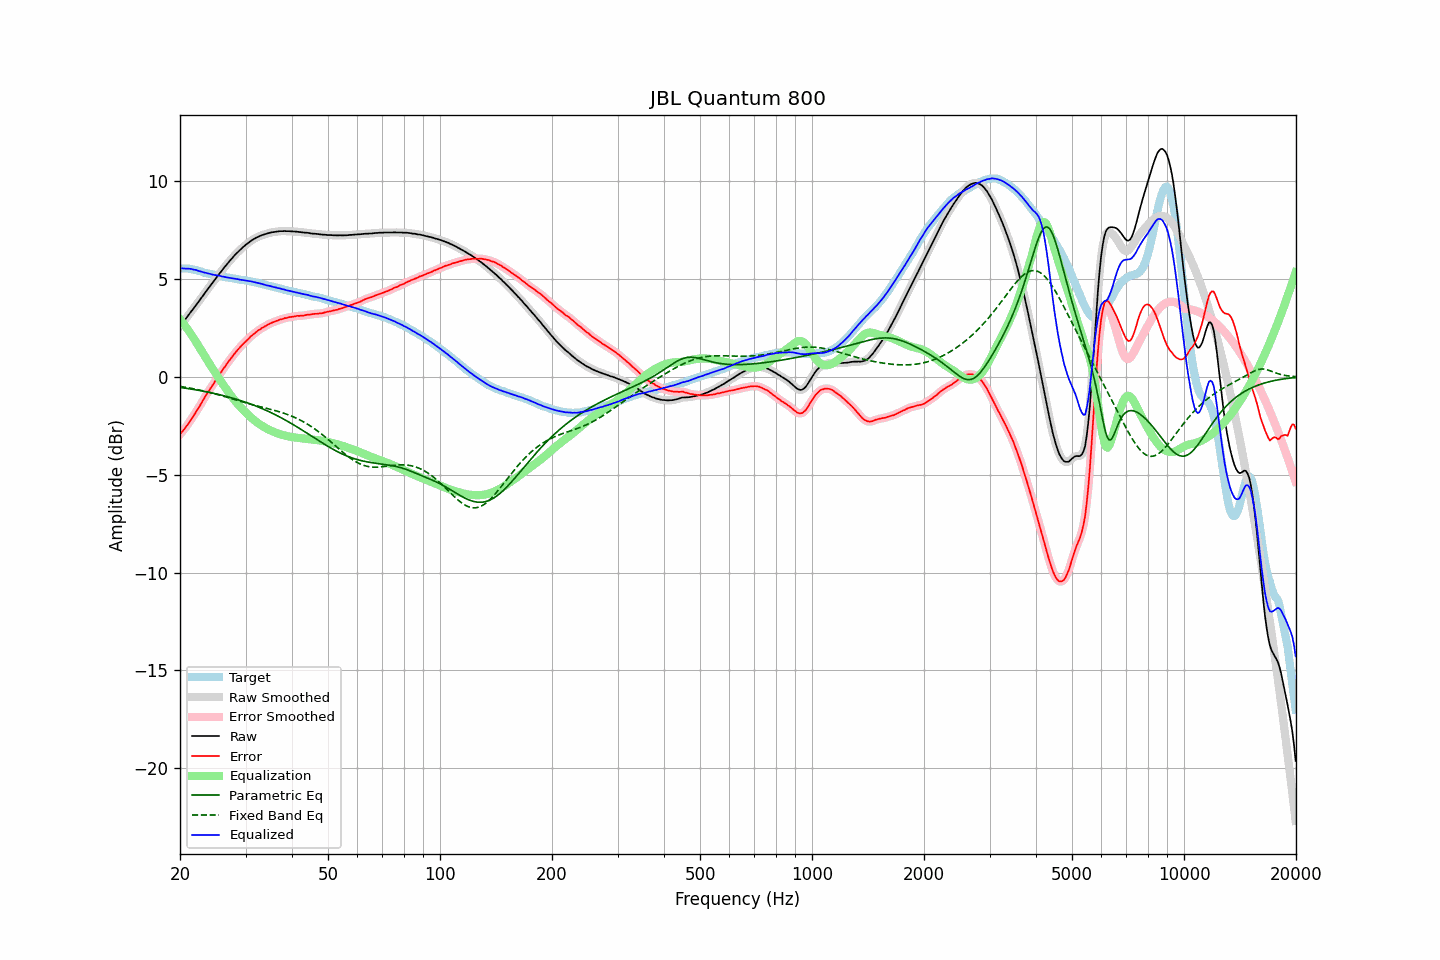 JBL Quantum 800
Amplitude (dBr)
10
5
0
−5
−10
−15
−20
Target
Raw Smoothed
Error Smoothed
Raw
Error
Equalization
Parametric Eq
Fixed Band Eq
Equalized
20 50 100 200 500 1000 2000 5000 10000 20000
Frequency (Hz)